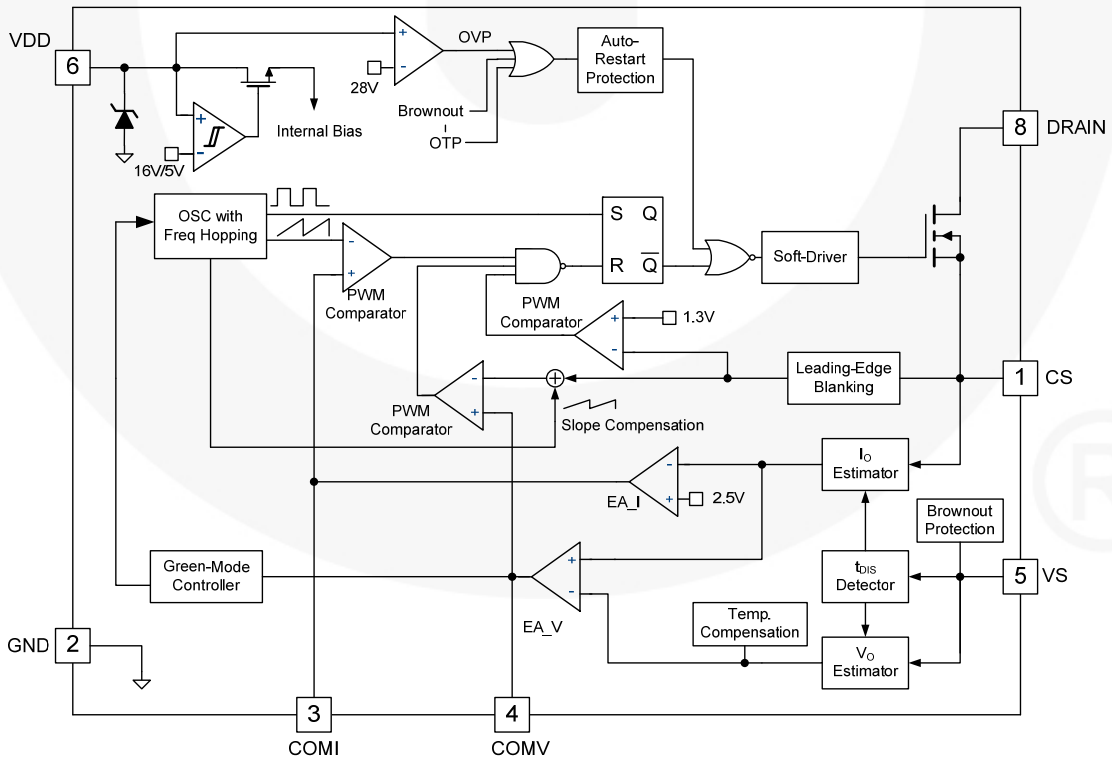 VDD
6
+
-
28V
OVP
Auto-
Restart
Protection
Brownout
OTP
+
-
16V/5V
Internal Bias
8
DRAIN
OSC with
Freq Hopping
-
+
PWM
Comparator
S Q
R Q
Soft-Driver
PWM
Comparator
+
-
1.3V
Leading-Edge
Blanking
1
CS
-
+
PWM
Comparator
+
Slope Compensation
IO
Estimator
-
+
2.5V
EA_I
Brownout
Protection
Green-Mode
Controller
+
-
EA_V
tDIS
Detector
5
VS
Temp.
Compensation
VO
Estimator
GND
2
3
COMI
4
COMV
R